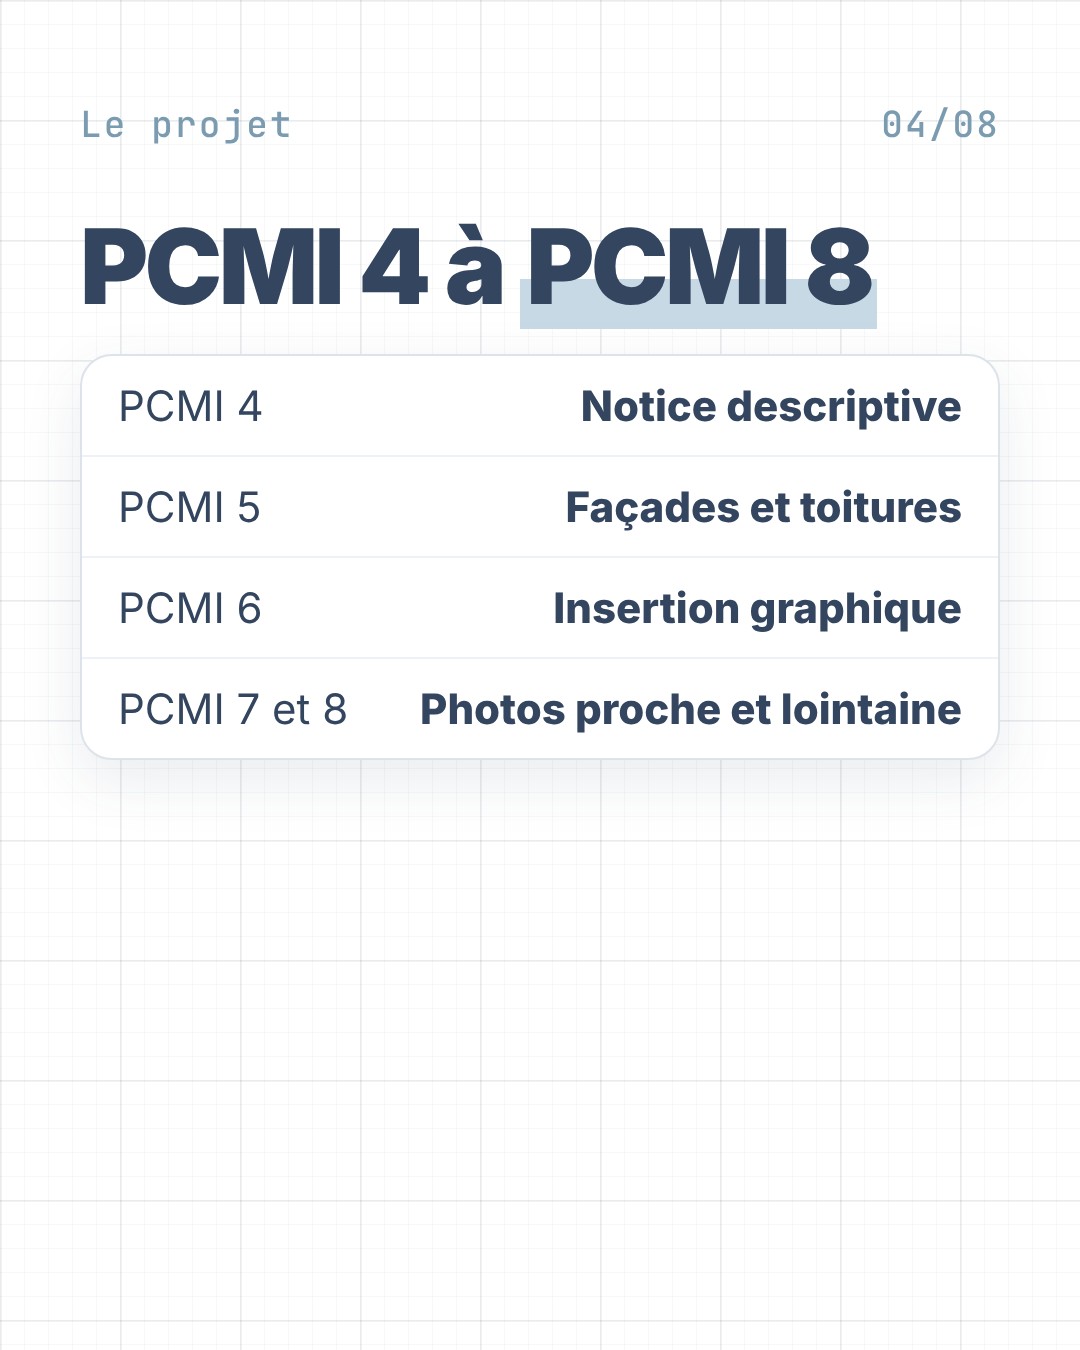 Le projet 04/08
PCMI 4 à PCMI 8
PCMI 4 Notice descriptive
PCMI 5 Façades et toitures
PCMI 6 Insertion graphique
PCMI 7 et 8 Photos proche et lointaine